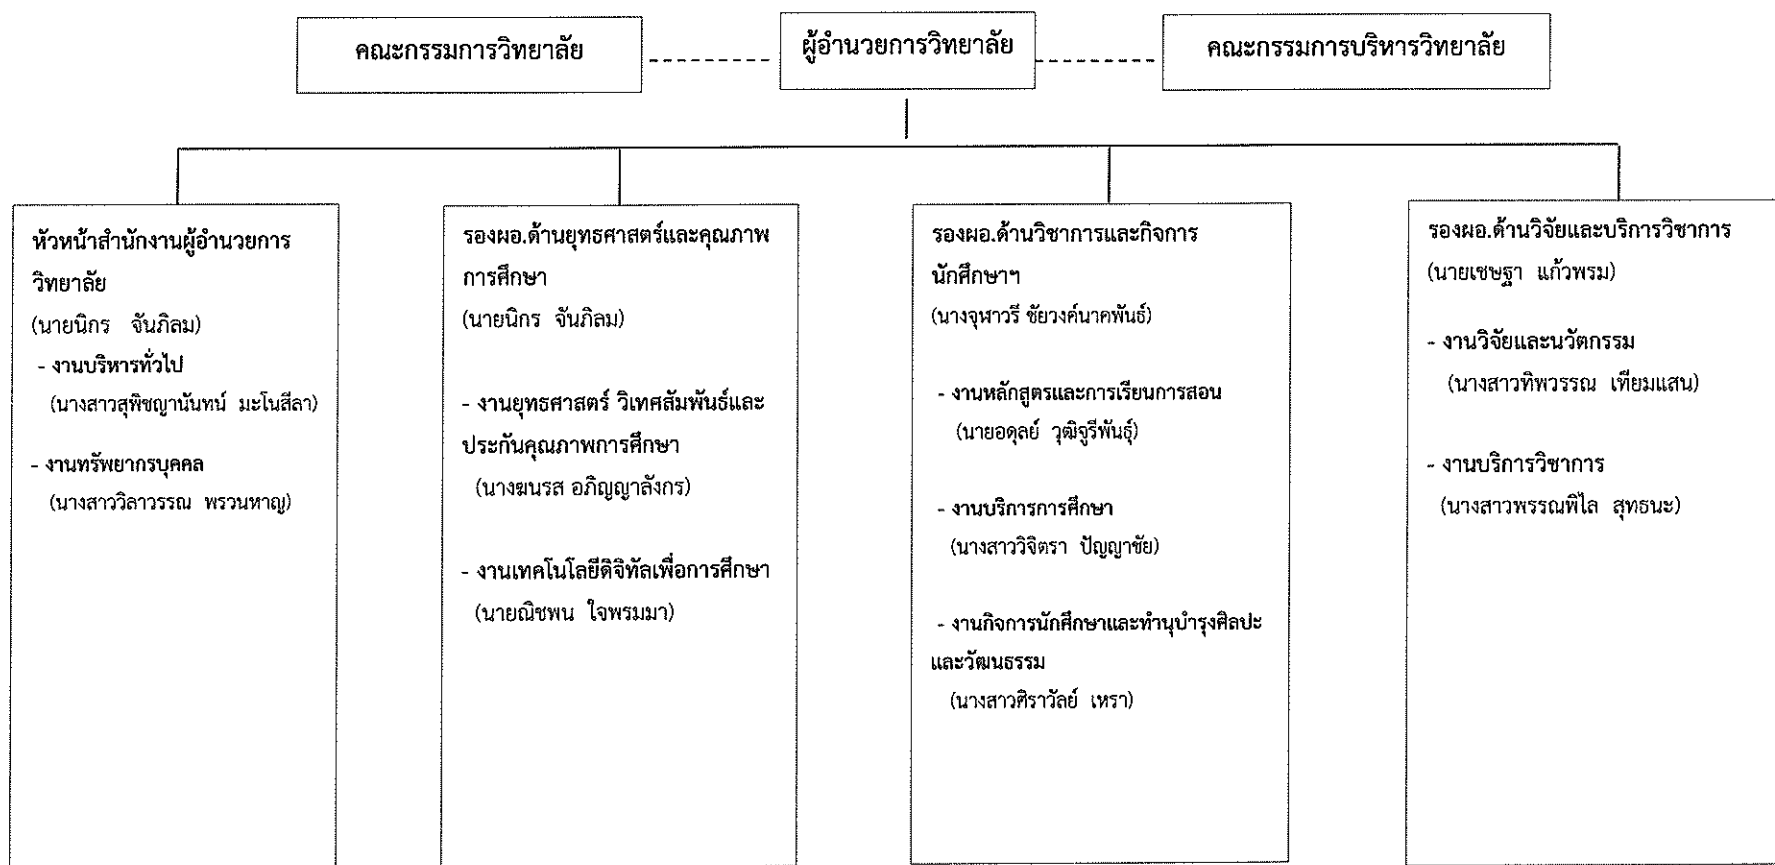 คณะกรรมการวิทยาลัย
ผู้อำนวยการวิทยาลัย
คณะกรรมการบริหารวิทยาลัย
หัวหน้าสำนักงานผู้อำนวยการ
วิทยาลัย
(นายนิกร จันภิลม)
- งานบริหารทั่วไป
(นางสาวสุพิชญานันทน์ มะโนสีลา)
- งานทรัพยากรบุคคล
(นางสาววิลาวรรณ พรวนหาญ)
รองผอ.ด้านยุทธศาสตร์และคุณภาพ
การศึกษา
(นายนิกร จันภิลม)
- งานยุทธศาสตร์ วิเทศสัมพันธ์และ
ประกันคุณภาพการศึกษา
(นางฆนรส อภิญญาลังกร)
- งานเทคโนโลยีดิจิทัลเพื่อการศึกษา
(นายณิชพน ใจพรมมา)
รองผอ.ด้านวิชาการและกิจการ
นักศึกษาฯ
(นางจุฬาวรี ชัยวงค์นาคพันธ์)
- งานหลักสูตรและการเรียนการสอน
(นายอดุลย์ วุฒิจูรีพันธุ์)
- งานบริการการศึกษา
(นางสาววิจิตรา ปัญญาชัย)
- งานกิจการนักศึกษาและทำนุบำรุงศิลปะ
และวัฒนธรรม
(นางสาวศิราวัลย์ เหรา)
รองผอ.ด้านวิจัยและบริการวิชาการ
(นายเชษฐา แก้วพรม)
- งานวิจัยและนวัตกรรม
(นางสาวทิพวรรณ เทียมแสน)
- งานบริการวิชาการ
(นางสาวพรรณพิไล สุทธนะ)